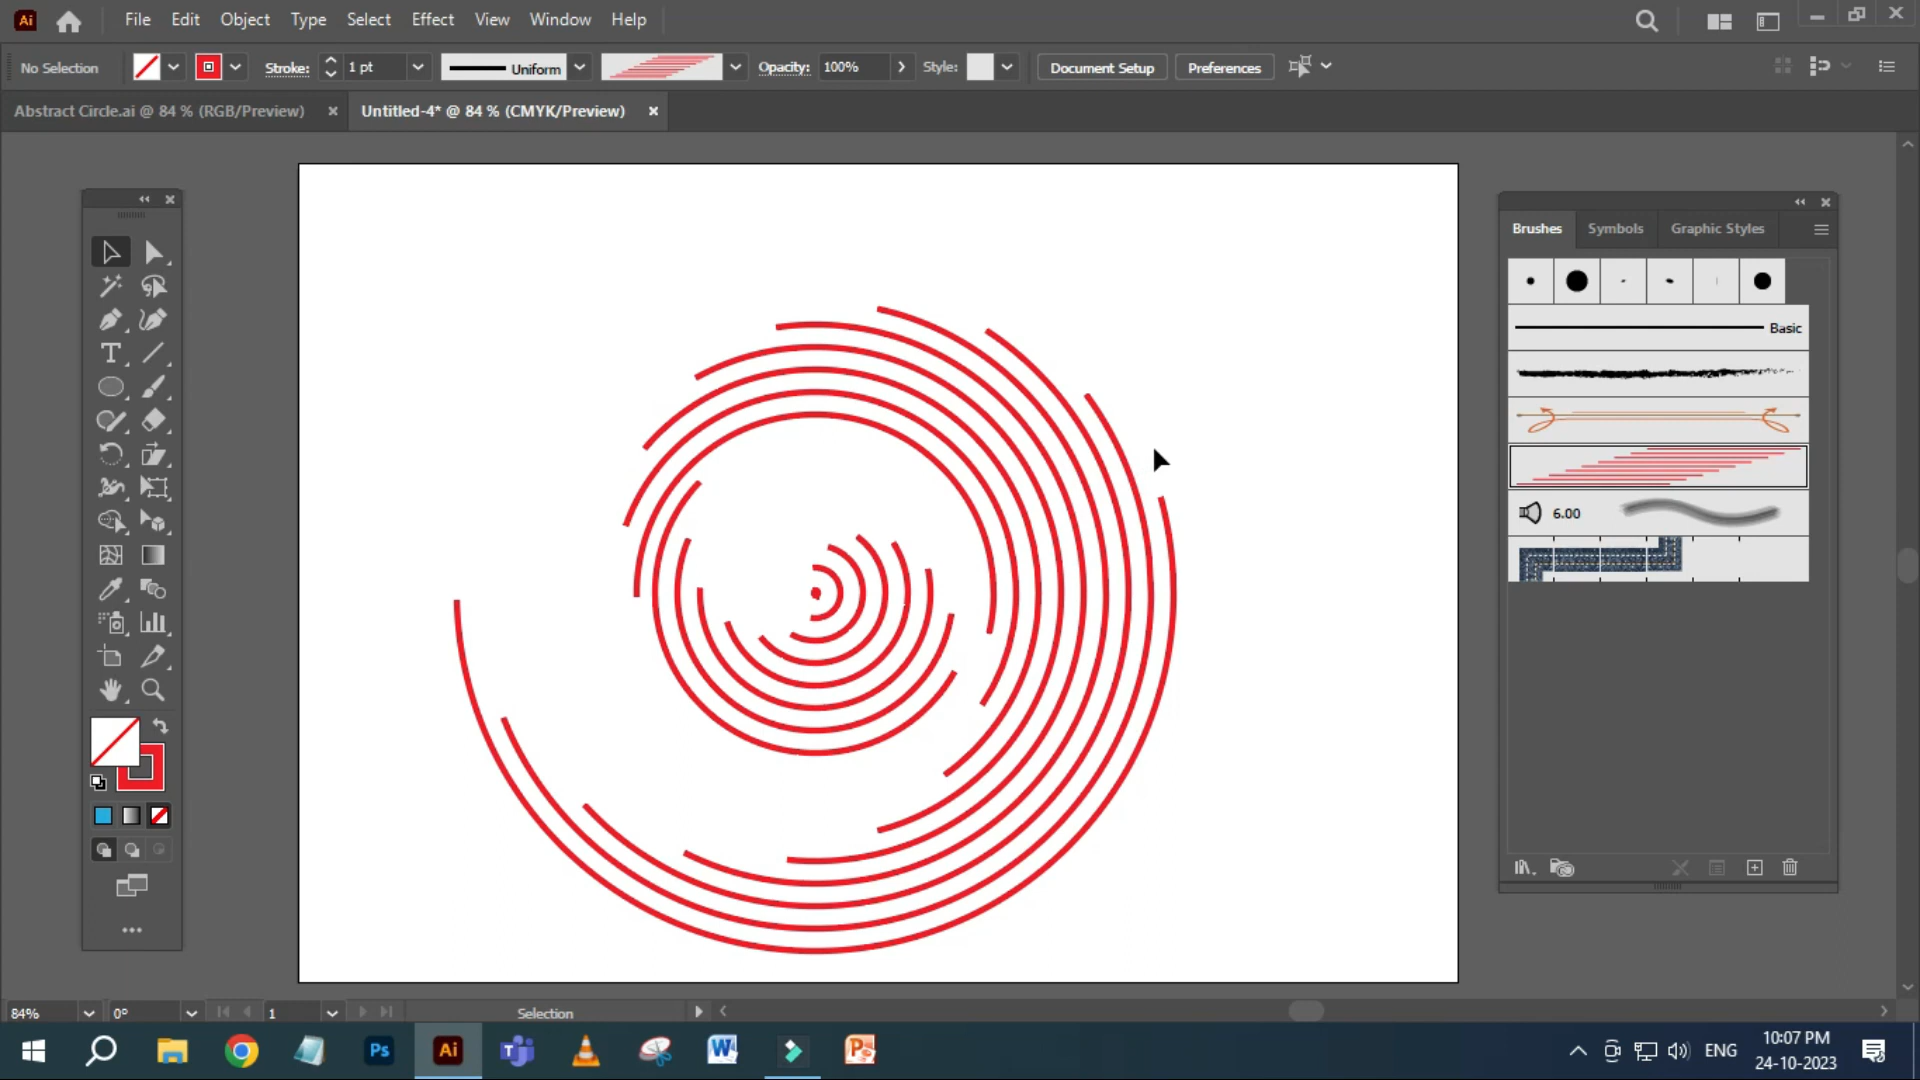 Ai File Edit Object Type Select Effect View Window Help
No Selection Stroke: 1 pt Uniform Opacity: 100% Style: Document Setup Preferences
Abstract Circle.ai @ 84 % (RGB/Preview) × Untitled-4* @ 84 % (CMYK/Preview) ×
Brushes Symbols Graphic Styles
Basic
6.00
84% 0° 1 Selection
Ps Ai T W P ENG
10:07 PM
24-10-2023